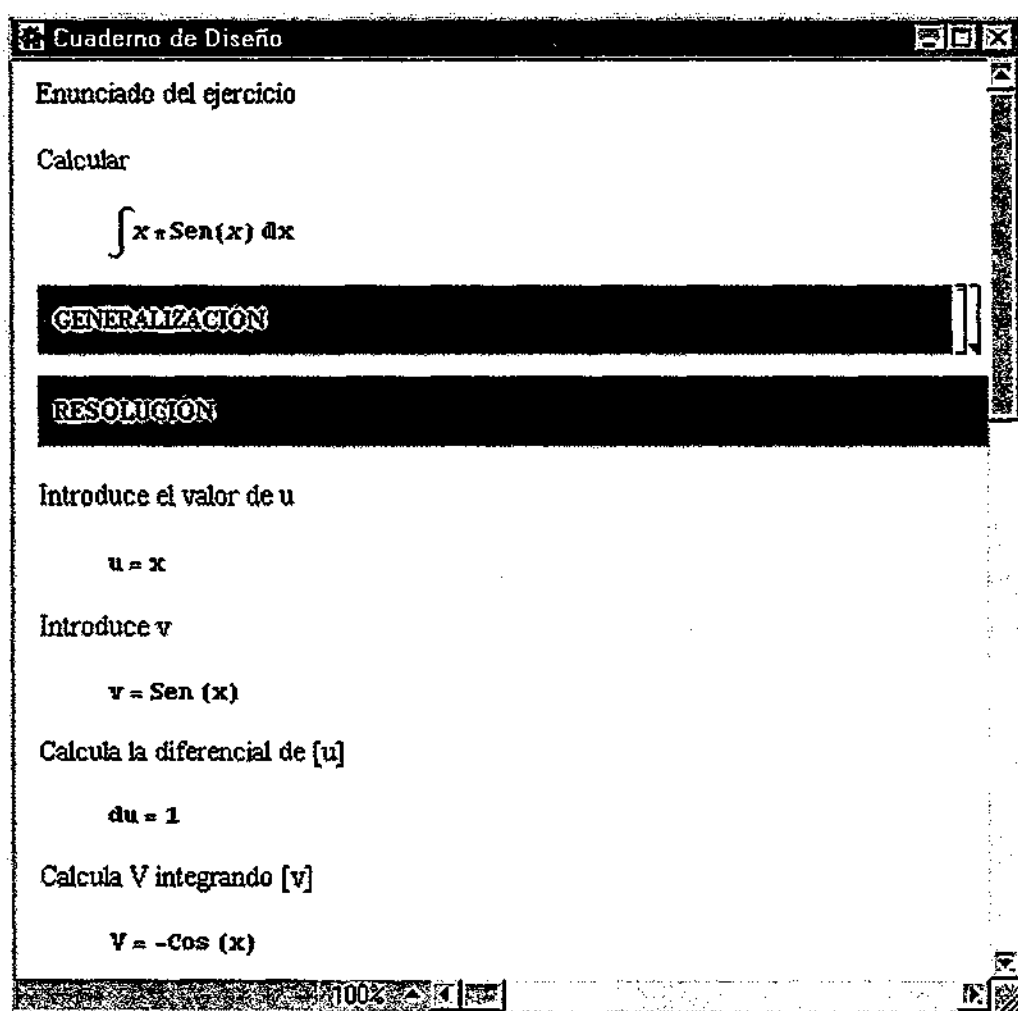 Cuaderno de Diseño
Enunciado del ejercicio
Calcular
∫x*Sen(x) dx
GENERALIZACIÓN
RESOLUCIÓN
Introduce el valor de u
u = x
Introduce v
v = Sen (x)
Calcula la diferencial de [u]
du = 1
Calcula V integrando [v]
V = -Cos (x)
100%